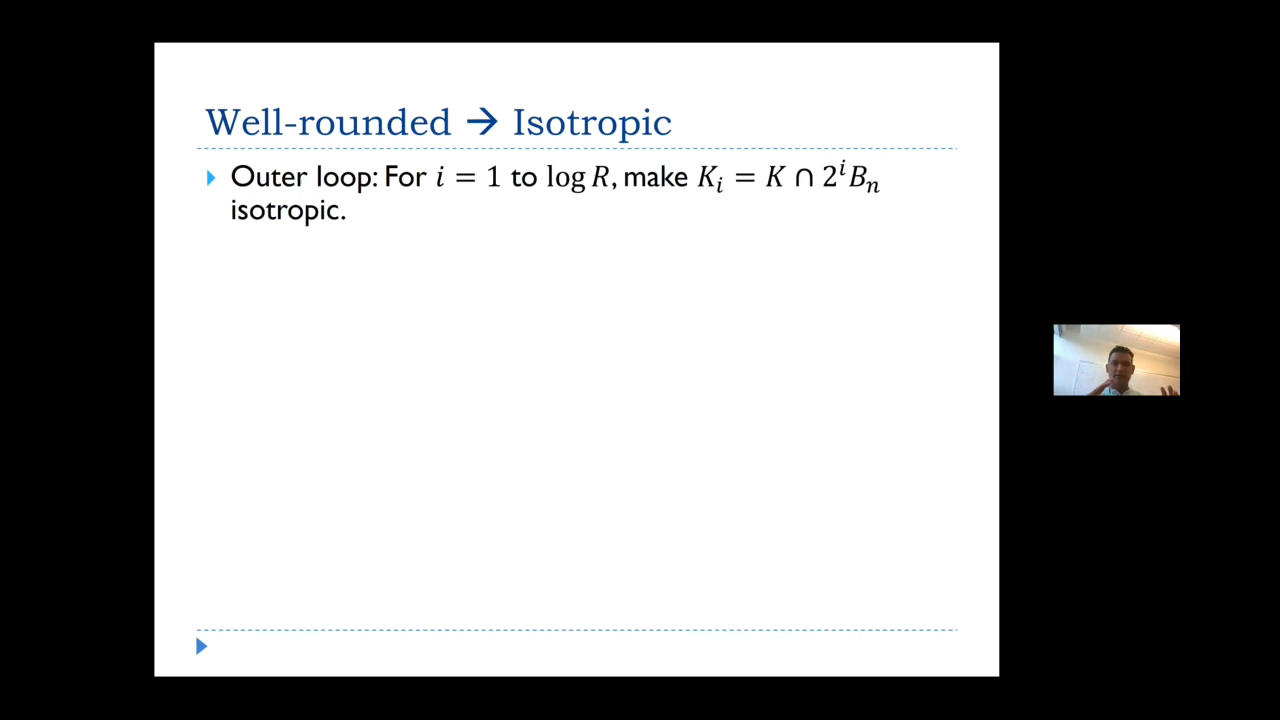 Well-rounded → Isotropic
Outer loop: For 𝑖 = 1 to log 𝑅, make 𝐾ᵢ = 𝐾 ∩ 2ⁱ𝐵ₙ
isotropic.